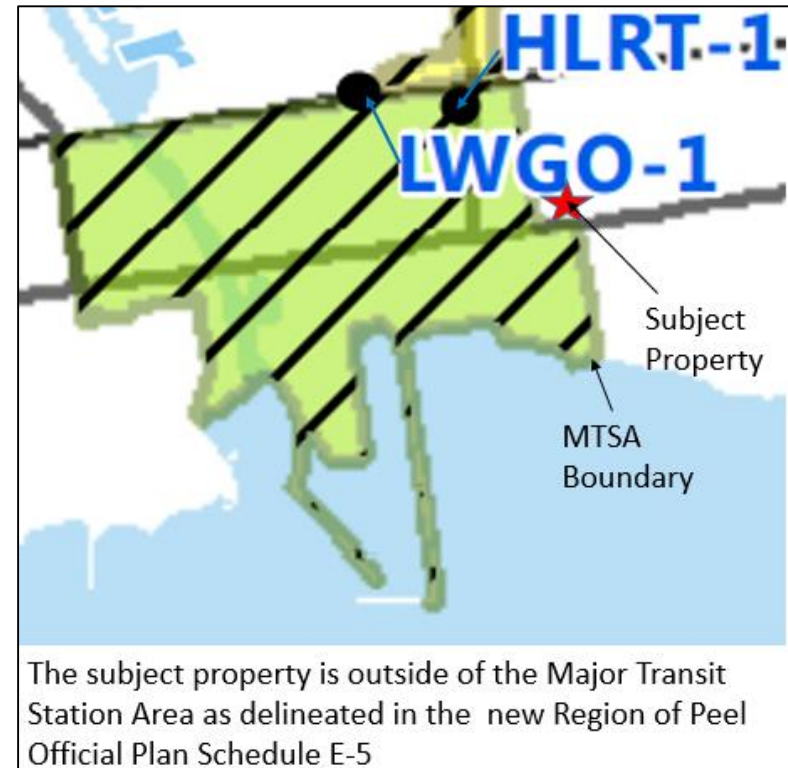 HLRT-1
LWGO-1
Subject
Property
MTSA
Boundary
The subject property is outside of the Major Transit
Station Area as delineated in the  new Region of Peel
Official Plan Schedule E-5